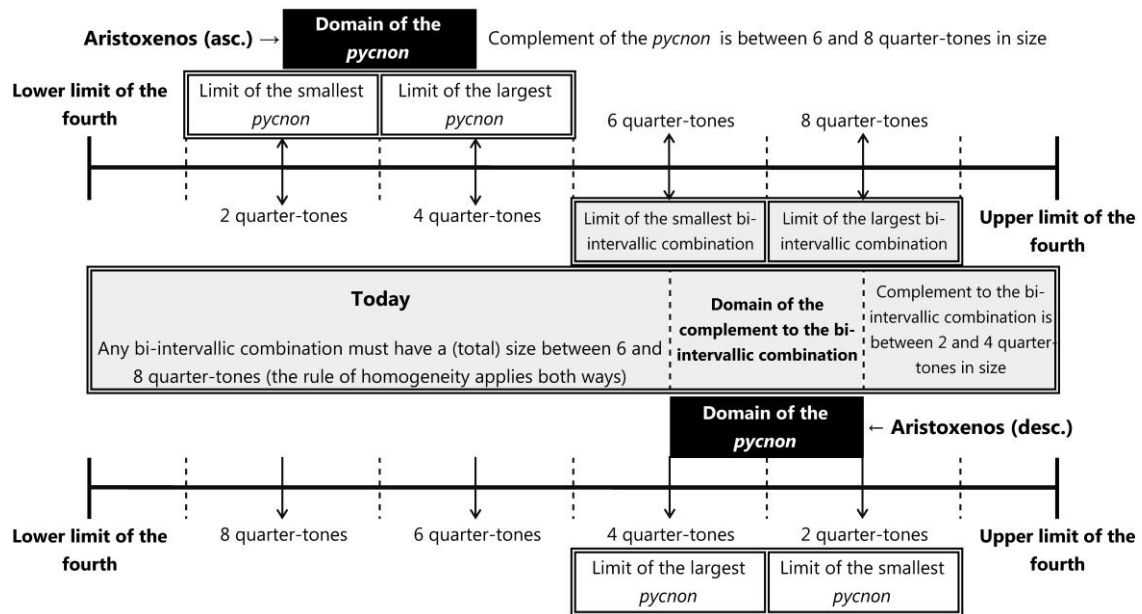 Aristoxenos (asc.) →
Domain of the
pycnon
Complement of the pycnon is between 6 and 8 quarter-tones in size
Lower limit of the
fourth
Limit of the smallest
pycnon
Limit of the largest
pycnon
6 quarter-tones
8 quarter-tones
2 quarter-tones
4 quarter-tones
Limit of the smallest bi-
intervallic combination
Limit of the largest bi-
intervallic combination
Upper limit of the
fourth
Today
Any bi-intervallic combination must have a (total) size between 6 and
8 quarter-tones (the rule of homogeneity applies both ways)
Domain of the
complement to the bi-
intervallic combination
Complement to the bi-
intervallic combination is
between 2 and 4 quarter-
tones in size
Domain of the
pycnon
← Aristoxenos (desc.)
Lower limit of the
fourth
8 quarter-tones
6 quarter-tones
4 quarter-tones
2 quarter-tones
Upper limit of the
fourth
Limit of the largest
pycnon
Limit of the smallest
pycnon